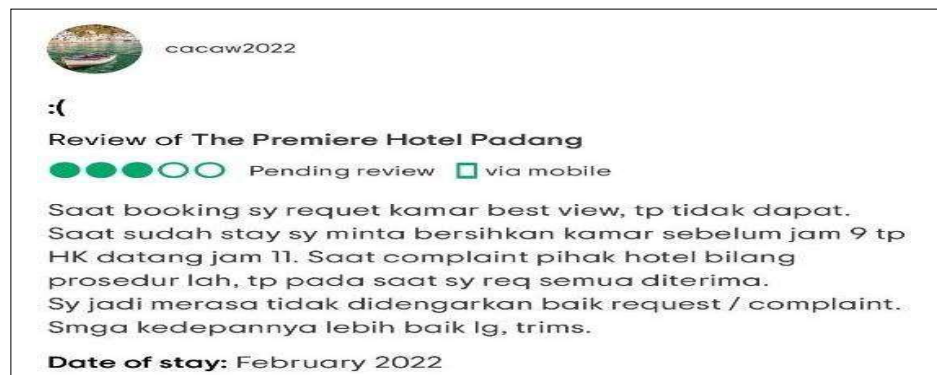 cacaw2022
:(
Review of The Premiere Hotel Padang
Pending review via mobile
Saat booking sy requet kamar best view, tp tidak dapat.
Saat sudah stay sy minta bersihkan kamar sebelum jam 9 tp
HK datang jam 11. Saat complaint pihak hotel bilang
prosedur lah, tp pada saat sy req semua diterima.
Sy jadi merasa tidak didengarkan baik request / complaint.
Smga kedepannya lebih baik lg, trims.
Date of stay: February 2022